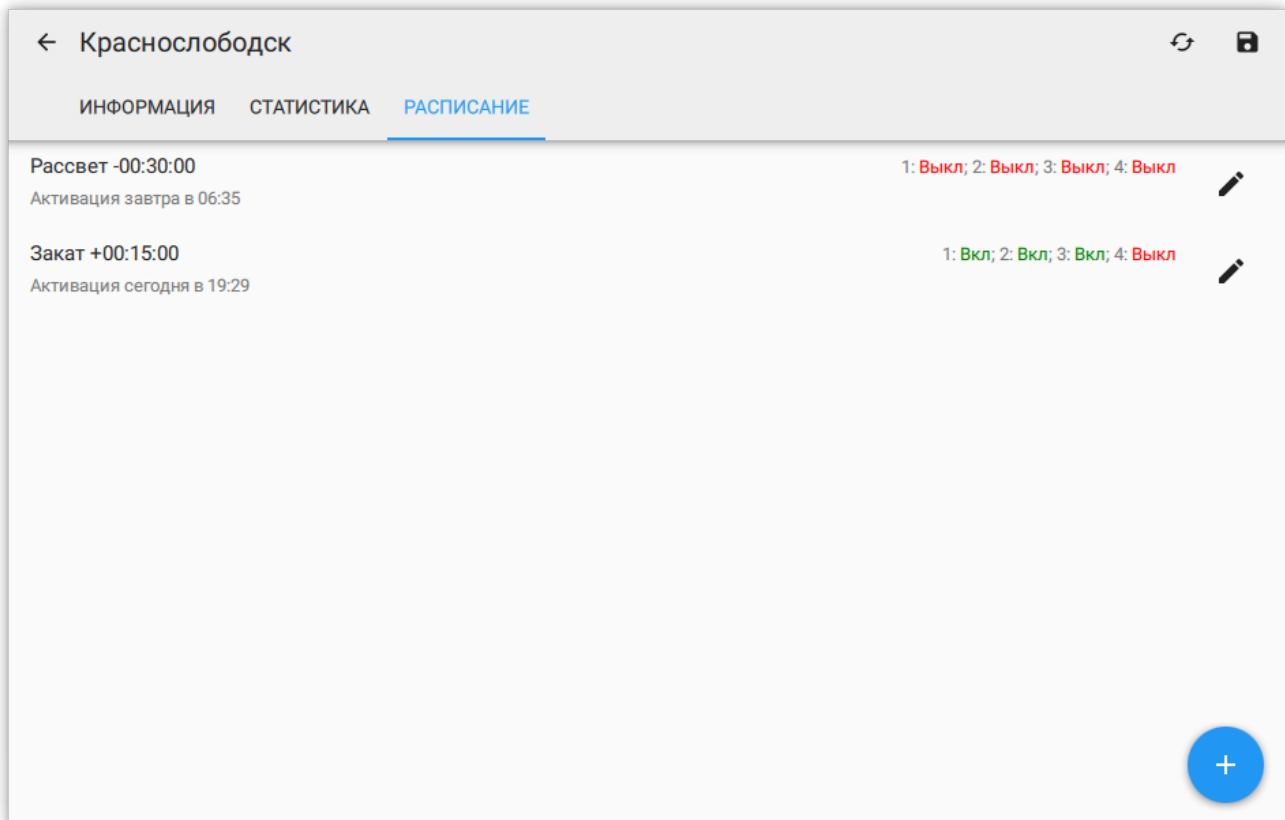 Краснослободск
ИНФОРМАЦИЯ СТАТИСТИКА РАСПИСАНИЕ
Рассвет -00:30:00 1: Выкл; 2: Выкл; 3: Выкл; 4: Выкл
Активация завтра в 06:35
Закат +00:15:00 1: Вкл; 2: Вкл; 3: Вкл; 4: Выкл
Активация сегодня в 19:29